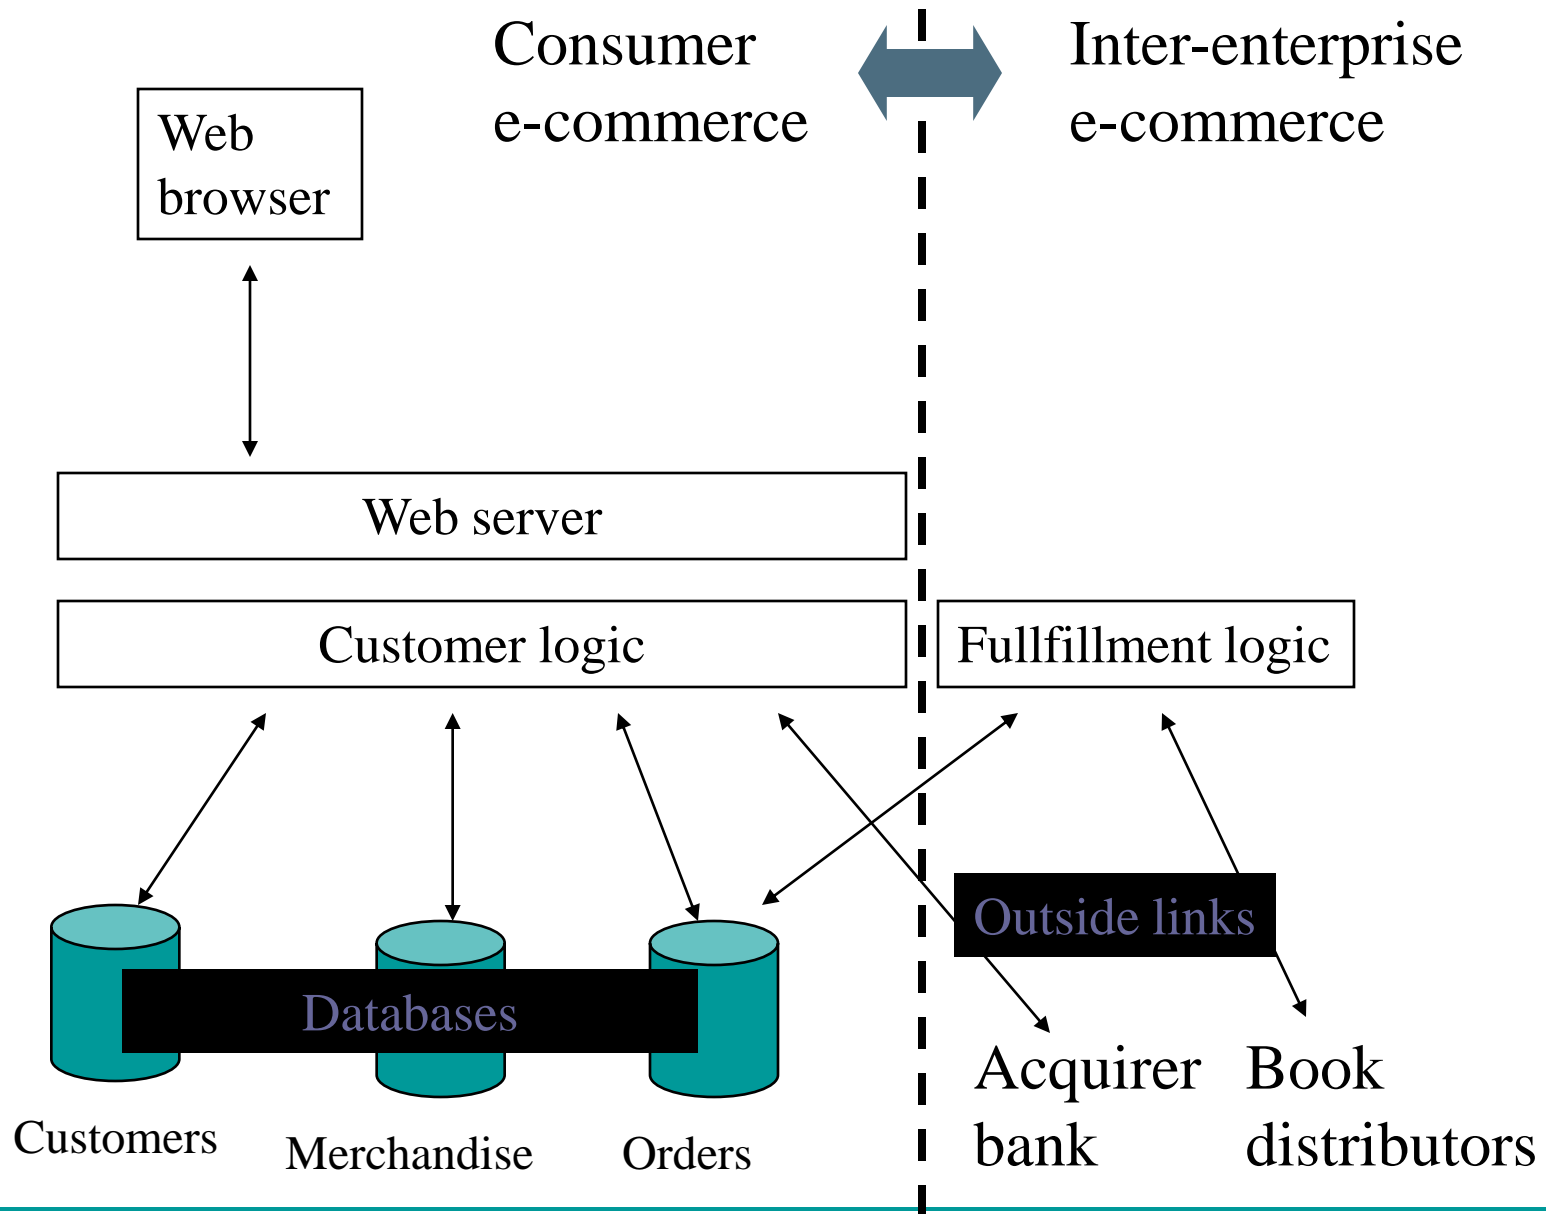 Consumer
e-commerce
Inter-enterprise
e-commerce
Web
browser
Web server
Customer logic
Fullfillment logic
Outside links
Databases
Acquirer
bank
Book
distributors
Customers
Merchandise
Orders